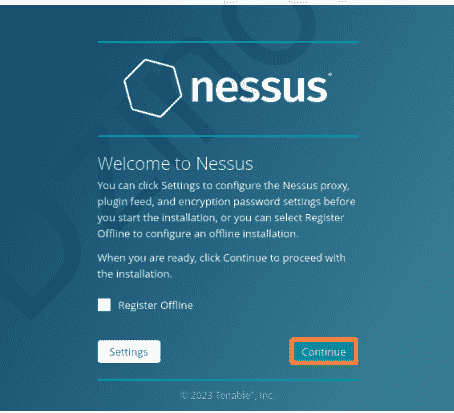 nessus
Welcome to Nessus
You can click Settings to configure the Nessus proxy,
plugin feed, and encryption password settings before
you start the installation, or you can select Register
Offline to configure an offline installation.
When you are ready, click Continue to proceed with
the installation.
Register Offline
Settings
Continue
© 2023 Tenable™, Inc.